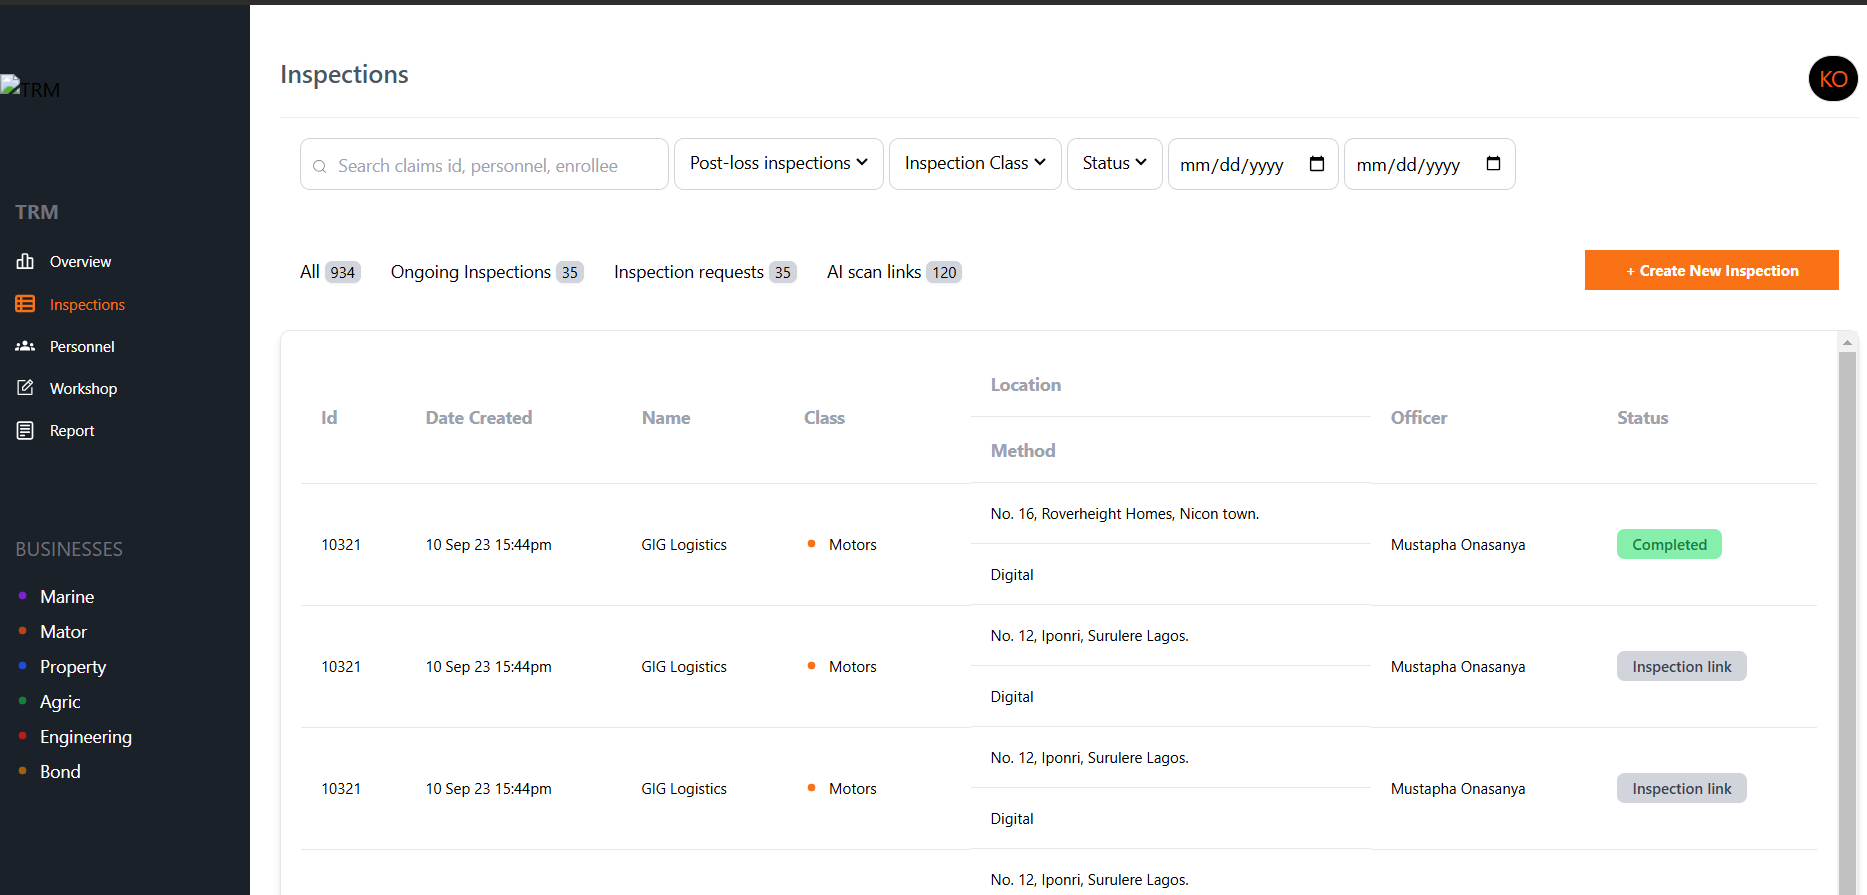 TRM
TRM
Overview
Inspections
Personnel
Workshop
Report
BUSINESSES
Marine
Mator
Property
Agric
Engineering
Bond
Inspections
KO
Search claims id, personnel, enrollee
Post-loss inspections
Inspection Class
Status
mm/dd/yyyy
mm/dd/yyyy
All 934
Ongoing Inspections 35
Inspection requests 35
AI scan links 120
+ Create New Inspection
Id
Date Created
Name
Class
Location
Method
Officer
Status
10321
10 Sep 23 15:44pm
GIG Logistics
Motors
No. 16, Roverheight Homes, Nicon town.
Digital
Mustapha Onasanya
Completed
10321
10 Sep 23 15:44pm
GIG Logistics
Motors
No. 12, Iponri, Surulere Lagos.
Digital
Mustapha Onasanya
Inspection link
10321
10 Sep 23 15:44pm
GIG Logistics
Motors
No. 12, Iponri, Surulere Lagos.
Digital
Mustapha Onasanya
Inspection link
No. 12, Iponri, Surulere Lagos.